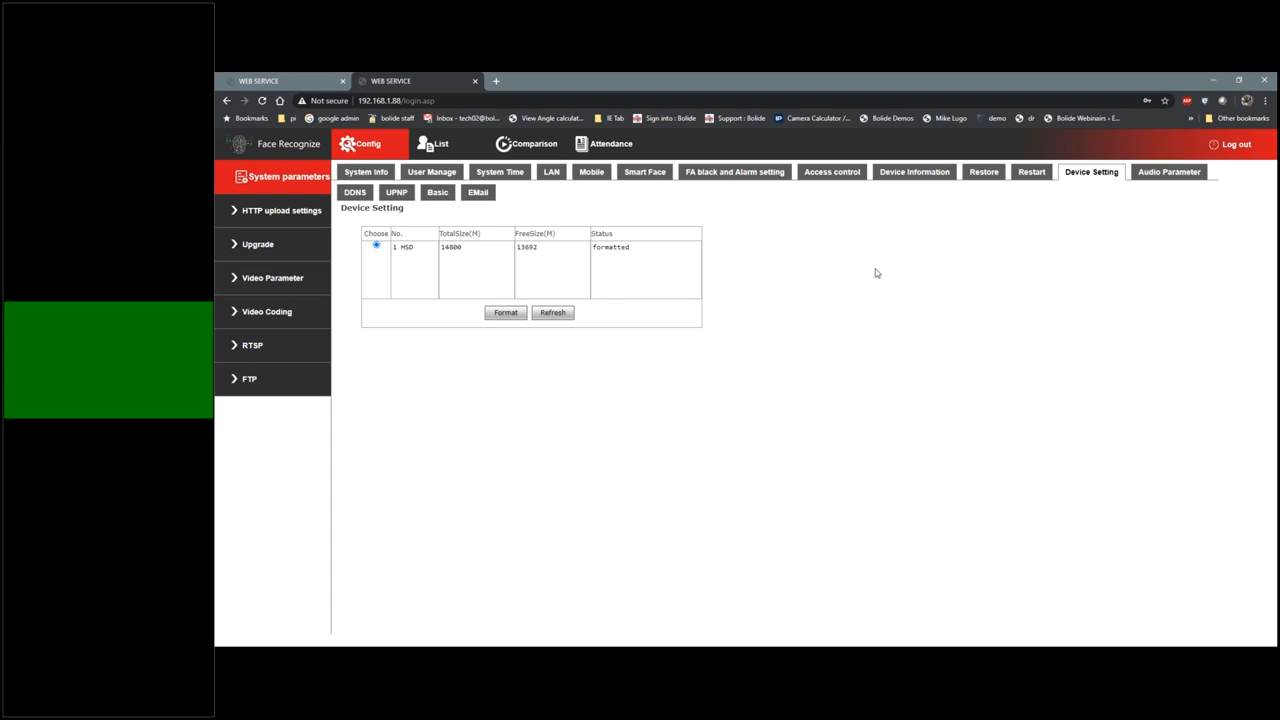 WEB SERVICE
WEB SERVICE
Not secure 192.168.1.88/login.asp
Bookmarks pi google admin bolide staff Inbox - tech02@bol... View Angle calculat... IE Tab Sign into : Bolide Support : Bolide Camera Calculator /... Bolide Demos Mike Lugo demo dr Bolide Webinairs › E... » Other bookmarks
Face Recognize Config List Comparison Attendance Log out
System parameters
HTTP upload settings
Upgrade
Video Parameter
Video Coding
RTSP
FTP
System Info User Manage System Time LAN Mobile Smart Face FA black and Alarm setting Access control Device Information Restore Restart Device Setting Audio Parameter
DDNS UPNP Basic EMail
Device Setting
Choose No. TotalSize(M) FreeSize(M) Status
1 HSD 14800 13692 formatted
Format Refresh